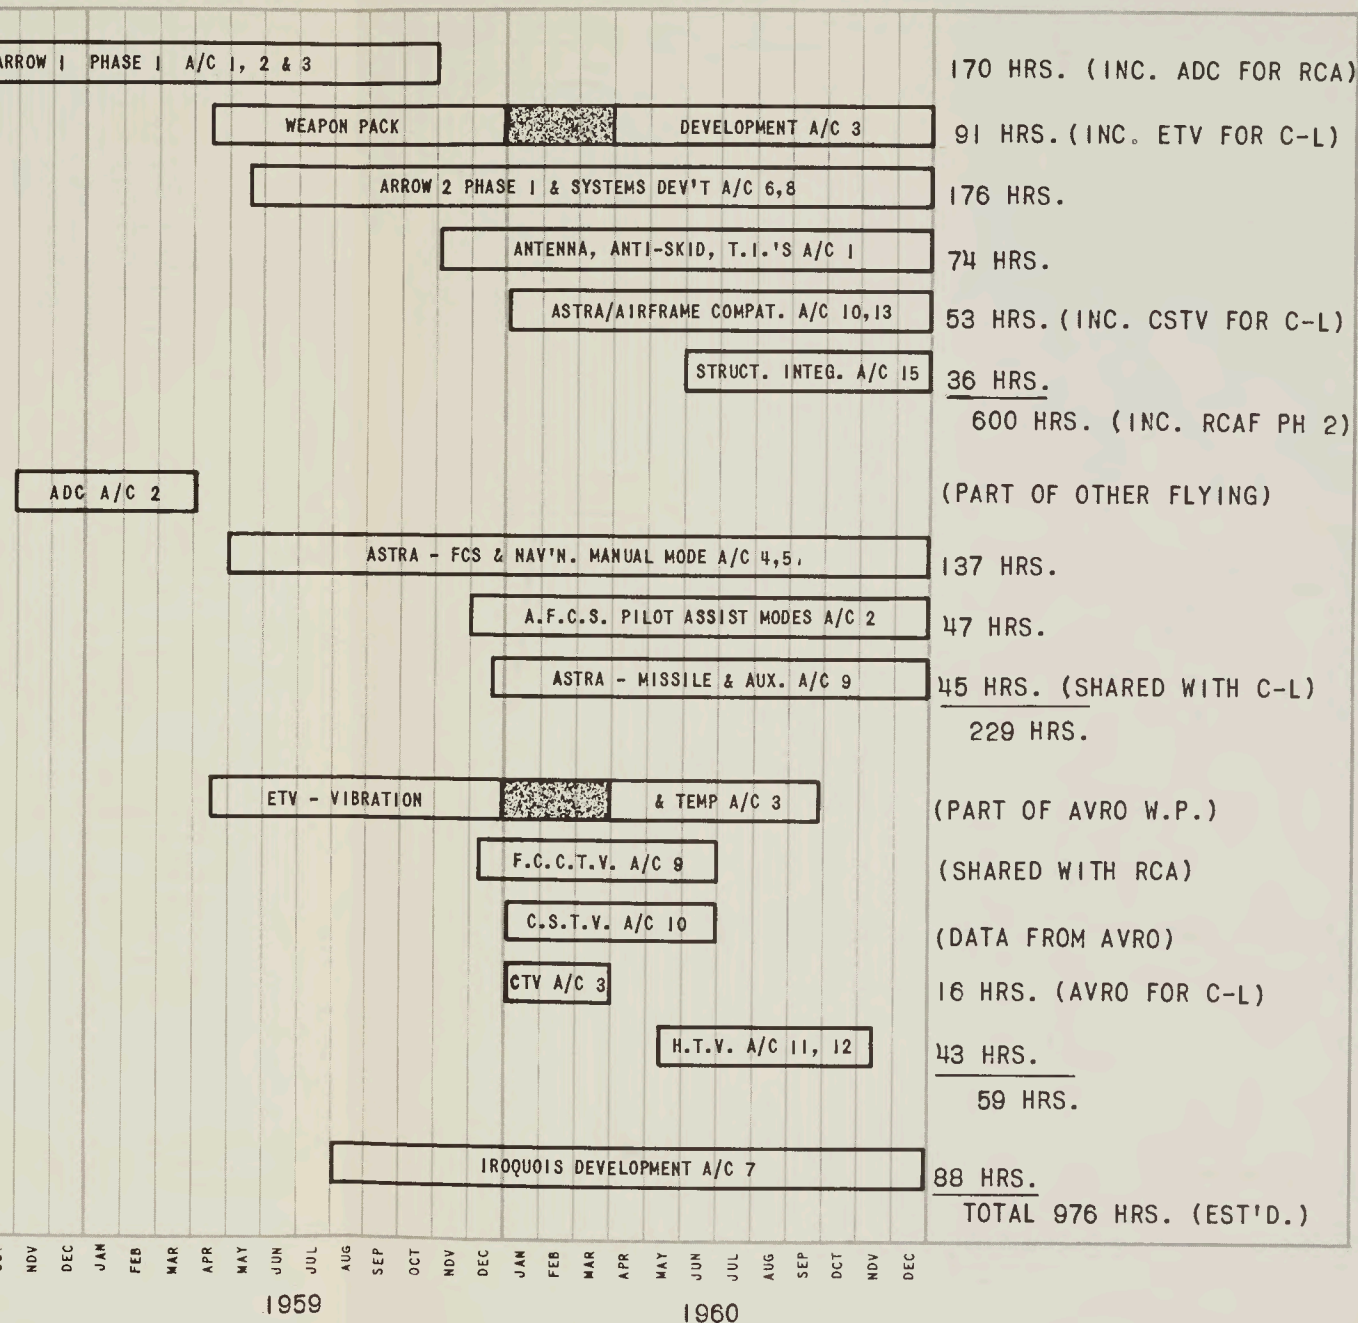 ARROW 1 PHASE 1 A/C 1, 2 & 3
170 HRS. (INC. ADC FOR RCA)
WEAPON PACK DEVELOPMENT A/C 3
91 HRS. (INC. ETV FOR C-L)
ARROW 2 PHASE 1 & SYSTEMS DEV'T A/C 6,8
176 HRS.
ANTENNA, ANTI-SKID, T.I.'S A/C 1
74 HRS.
ASTRA/AIRFRAME COMPAT. A/C 10,13
53 HRS. (INC. CSTV FOR C-L)
STRUCT. INTEG. A/C 15
36 HRS.
600 HRS. (INC. RCAF PH 2)
ADC A/C 2
(PART OF OTHER FLYING)
ASTRA - FCS & NAV'N. MANUAL MODE A/C 4,5.
137 HRS.
A.F.C.S. PILOT ASSIST MODES A/C 2
47 HRS.
ASTRA - MISSILE & AUX. A/C 9
45 HRS. (SHARED WITH C-L)
229 HRS.
ETV - VIBRATION & TEMP A/C 3
(PART OF AVRO W.P.)
F.C.C.T.V. A/C 9
(SHARED WITH RCA)
C.S.T.V. A/C 10
(DATA FROM AVRO)
CTV A/C 3
16 HRS. (AVRO FOR C-L)
H.T.V. A/C 11, 12
43 HRS.
59 HRS.
IROQUOIS DEVELOPMENT A/C 7
88 HRS.
TOTAL 976 HRS. (EST'D.)
NOV DEC JAN FEB MAR APR MAY JUN JUL AUG SEP OCT NOV DEC JAN FEB MAR APR MAY JUN JUL AUG SEP OCT NOV DEC
1959 1960